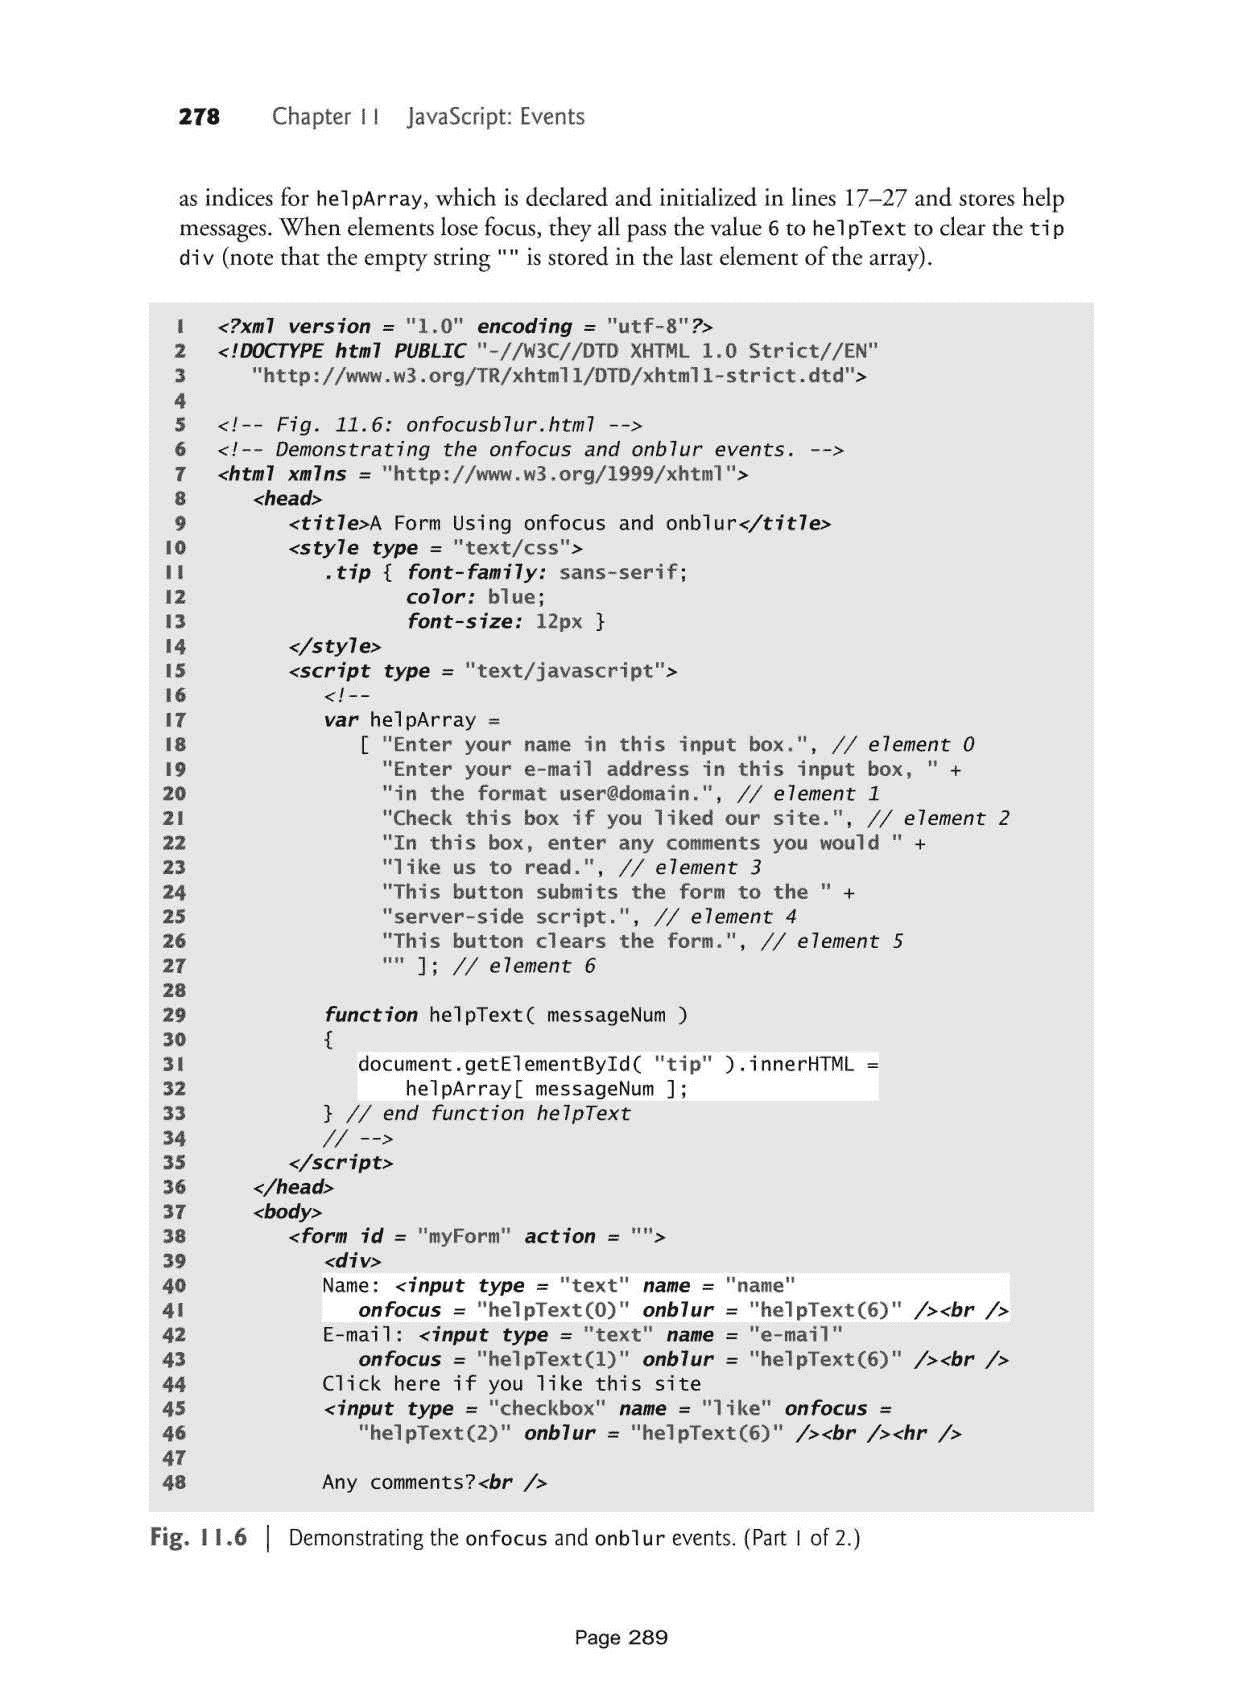 278 Chapter 11 JavaScript: Events
as indices for helpArray, which is declared and initialized in lines 17–27 and stores help
messages. When elements lose focus, they all pass the value 6 to helpText to clear the tip
div (note that the empty string "" is stored in the last element of the array).
1 <?xml version = "1.0" encoding = "utf-8"?>
2 <!DOCTYPE html PUBLIC "-//W3C//DTD XHTML 1.0 Strict//EN"
3 "http://www.w3.org/TR/xhtml1/DTD/xhtml1-strict.dtd">
4
5 <!-- Fig. 11.6: onfocusblur.html -->
6 <!-- Demonstrating the onfocus and onblur events. -->
7 <html xmlns = "http://www.w3.org/1999/xhtml">
8 <head>
9 <title>A Form Using onfocus and onblur</title>
10 <style type = "text/css">
11 .tip { font-family: sans-serif;
12 color: blue;
13 font-size: 12px }
14 </style>
15 <script type = "text/javascript">
16 <!--
17 var helpArray =
18 [ "Enter your name in this input box.", // element 0
19 "Enter your e-mail address in this input box, " +
20 "in the format user@domain.", // element 1
21 "Check this box if you liked our site.", // element 2
22 "In this box, enter any comments you would " +
23 "like us to read.", // element 3
24 "This button submits the form to the " +
25 "server-side script.", // element 4
26 "This button clears the form.", // element 5
27 "" ]; // element 6
28
29 function helpText( messageNum )
30 {
31 document.getElementById( "tip" ).innerHTML =
32 helpArray[ messageNum ];
33 } // end function helpText
34 // -->
35 </script>
36 </head>
37 <body>
38 <form id = "myForm" action = "">
39 <div>
40 Name: <input type = "text" name = "name"
41 onfocus = "helpText(0)" onblur = "helpText(6)" /><br />
42 E-mail: <input type = "text" name = "e-mail"
43 onfocus = "helpText(1)" onblur = "helpText(6)" /><br />
44 Click here if you like this site
45 <input type = "checkbox" name = "like" onfocus =
46 "helpText(2)" onblur = "helpText(6)" /><br /><hr />
47
48 Any comments?<br />
Fig. 11.6 | Demonstrating the onfocus and onblur events. (Part 1 of 2.)
Page 289